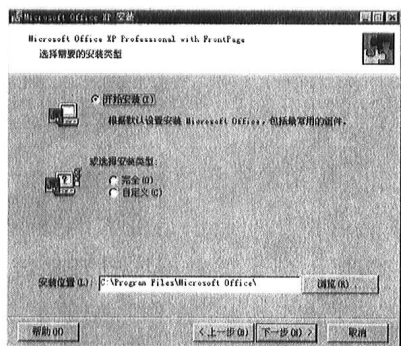 Microsoft Office XP 安装
Microsoft Office XP Professional with FrontPage
选择需要的安装类型
开始安装(I)
根据默认设置安装 Microsoft Office，包括最常用的组件。
或选择安装类型：
完全(O)
自定义(C)
安装位置(L): C:\Program Files\Microsoft Office\ 浏览(R)...
帮助(H) <上一步(B) 下一步(N) > 取消